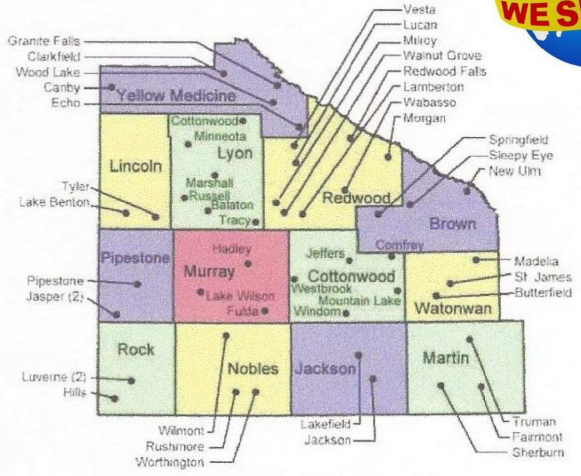 WE S
Vesta
Lucan
Milroy
Walnut Grove
Redwood Falls
Lamberton
Wabasso
Morgan
Granite Falls
Clarkfield
Wood Lake
Canby
Echo
Yellow Medicine
Springfield
Sleepy Eye
New Ulm
Cottonwood
Minneota
Lyon
Lincoln
Marshall
Russell
Balaton
Tracy
Redwood
Brown
Tyler
Lake Benton
Pipestone
Hadley
Murray
Lake Wilson
Fulda
Jeffers
Comfrey
Cottonwood
Westbrook
Mountain Lake
Windom
Madelia
St James
Butterfield
Watonwan
Pipestone
Jasper (2)
Rock
Nobles
Jackson
Martin
Luverne (2)
Hills
Wilmont
Rushmore
Worthington
Lakefield
Jackson
Truman
Fairmont
Sherburn